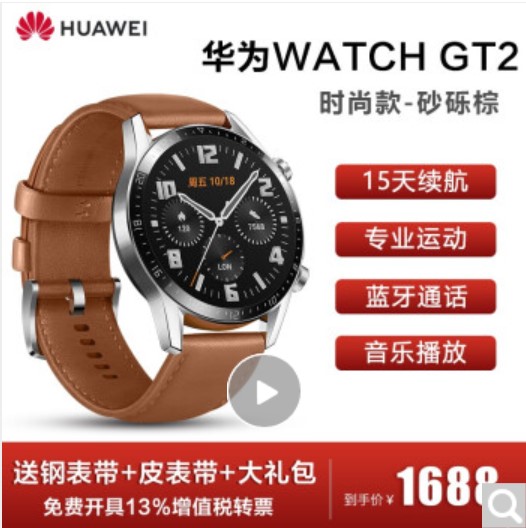 HUAWEI
华为WATCH GT2
时尚款-砂砾棕
15天续航
专业运动
蓝牙通话
音乐播放
12
周五 10/18
2
138
7568
10
8
LDN
4
6
送钢表带+皮表带+大礼包
免费开具13%增值税转票
到手价¥1688